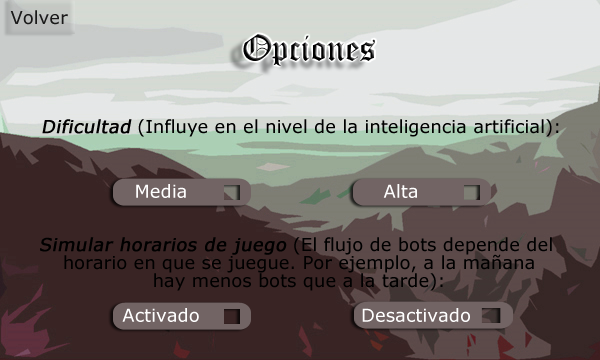 Volver
Opciones
Dificultad (Influye en el nivel de la inteligencia artificial):
Media
Alta
Simular horarios de juego (El flujo de bots depende del
horario en que se juegue. Por ejemplo, a la mañana
hay menos bots que a la tarde):
Activado
Desactivado